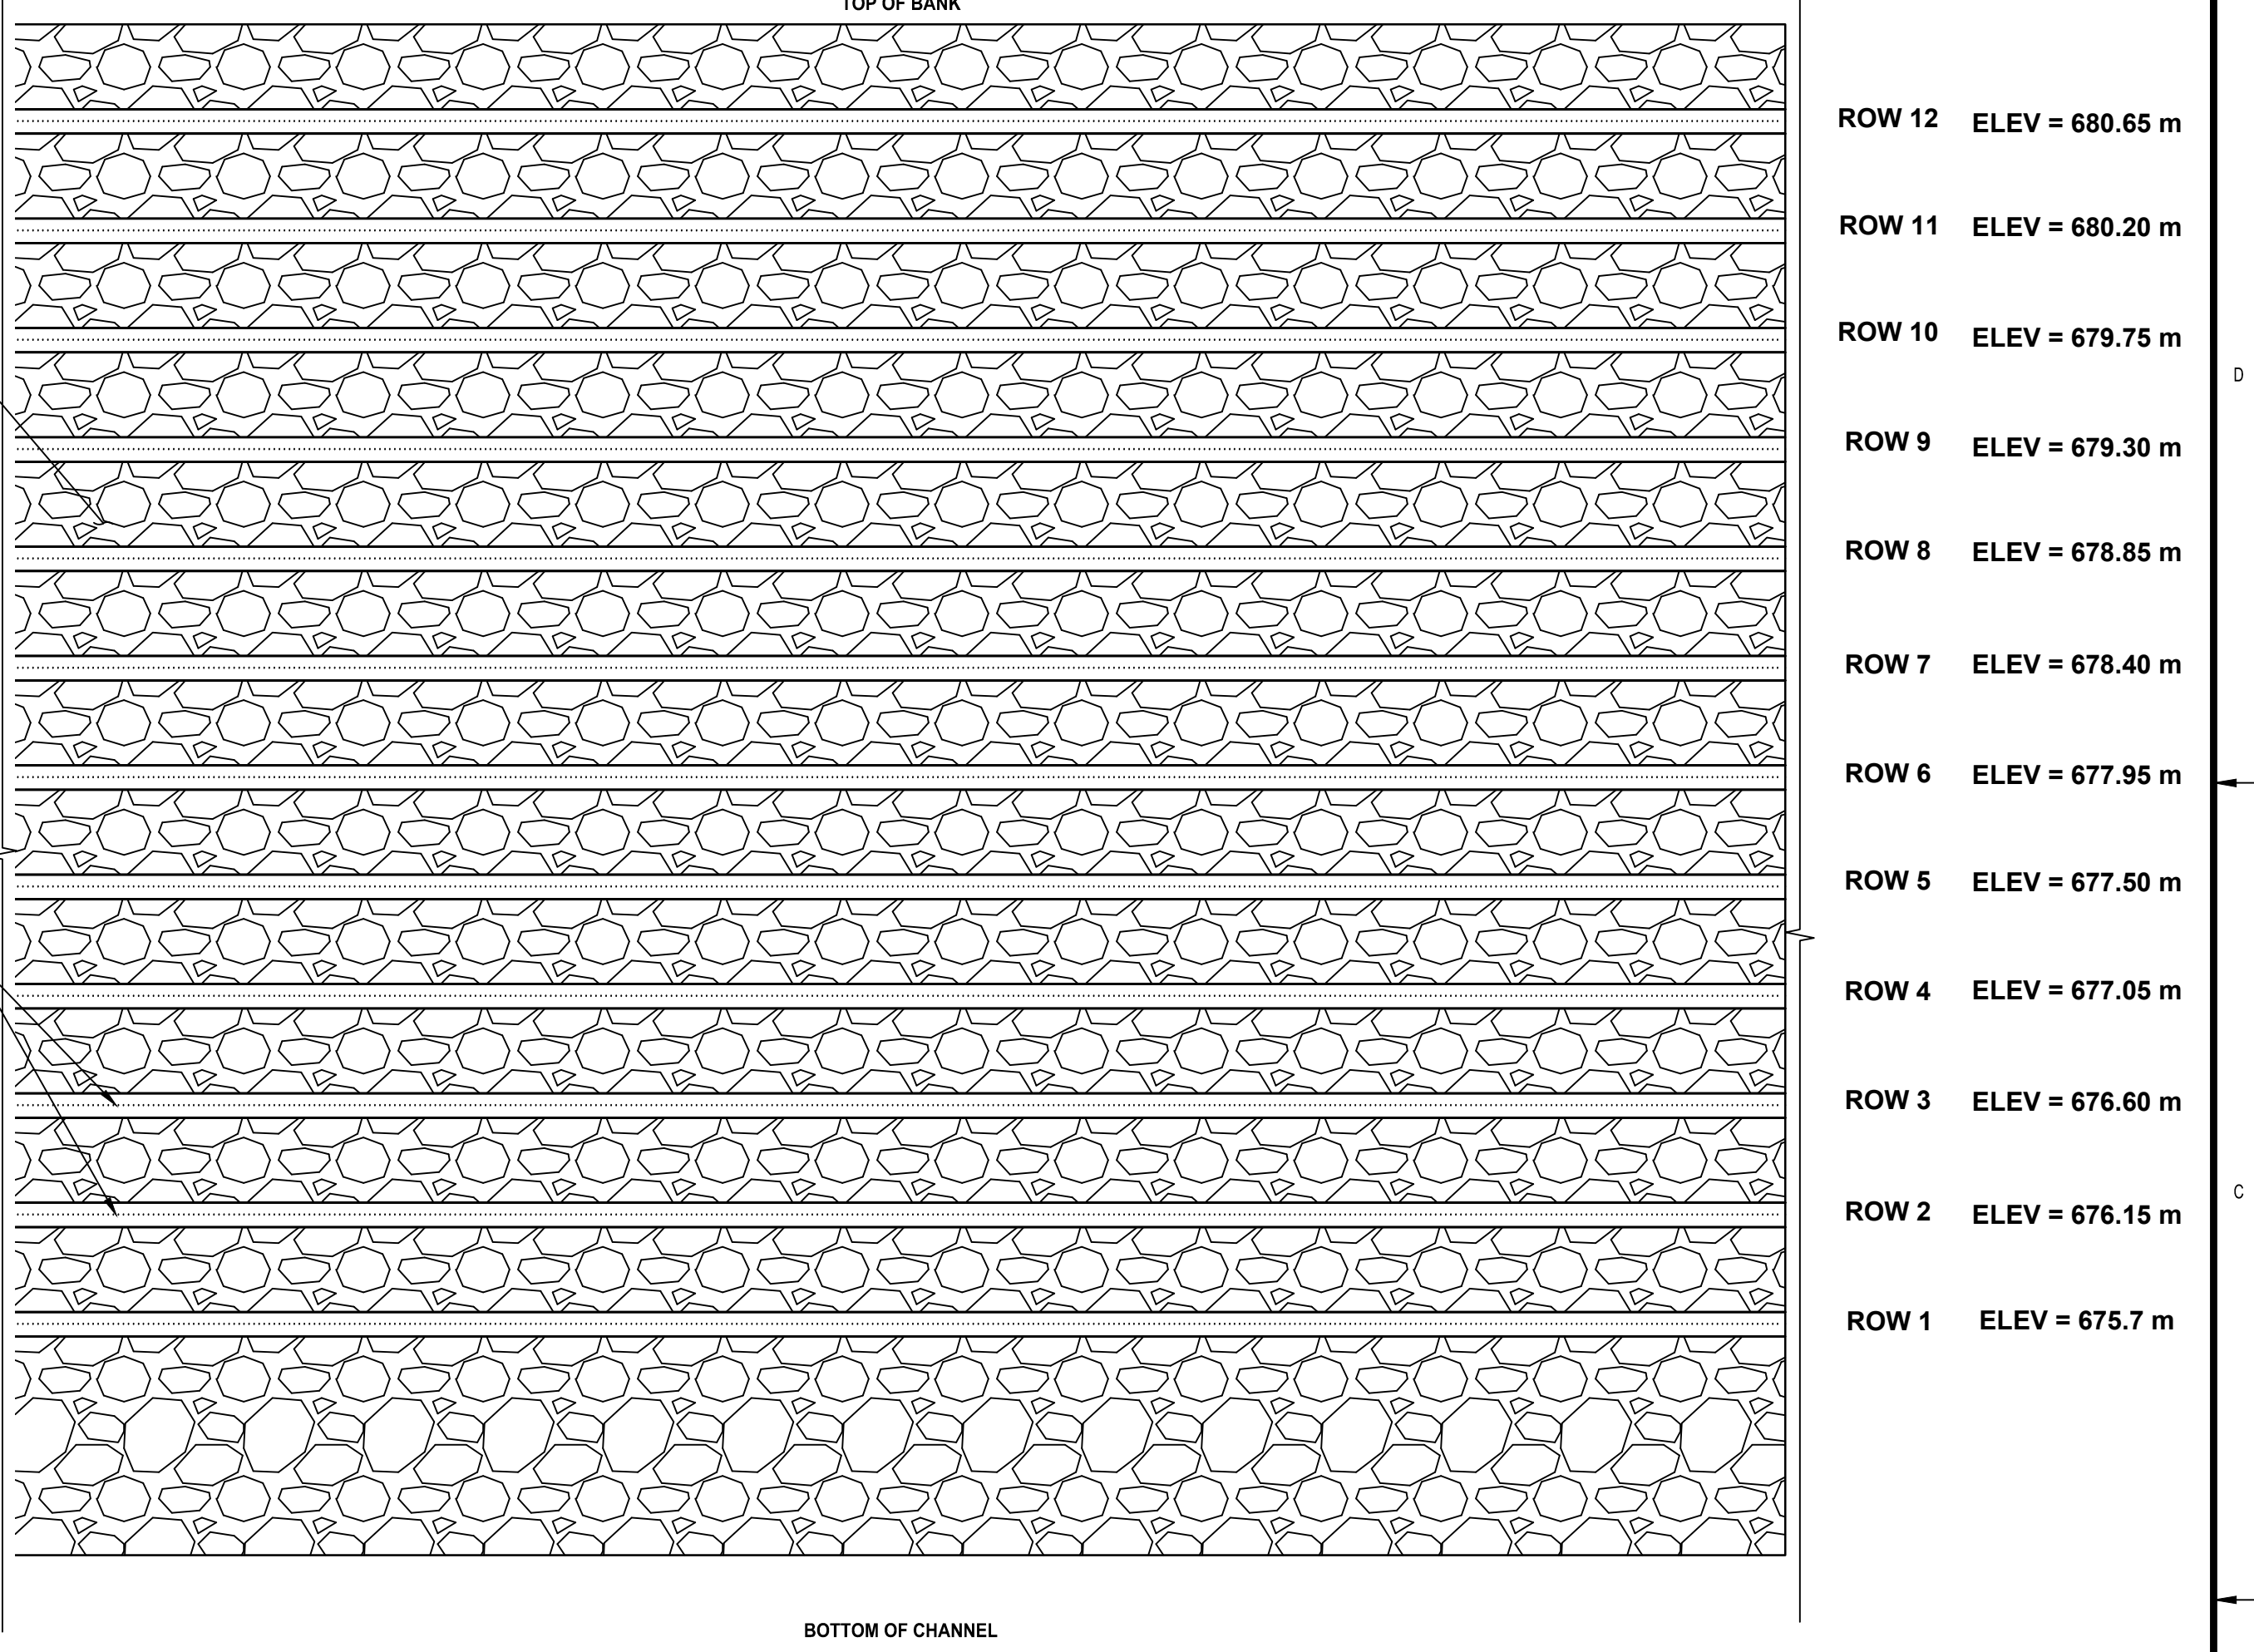 TOP OF BANK
ROW 12 ELEV = 680.65 m
ROW 11 ELEV = 680.20 m
ROW 10 ELEV = 679.75 m
D
ROW 9 ELEV = 679.30 m
ROW 8 ELEV = 678.85 m
ROW 7 ELEV = 678.40 m
ROW 6 ELEV = 677.95 m
ROW 5 ELEV = 677.50 m
ROW 4 ELEV = 677.05 m
ROW 3 ELEV = 676.60 m
C
ROW 2 ELEV = 676.15 m
ROW 1 ELEV = 675.7 m
BOTTOM OF CHANNEL